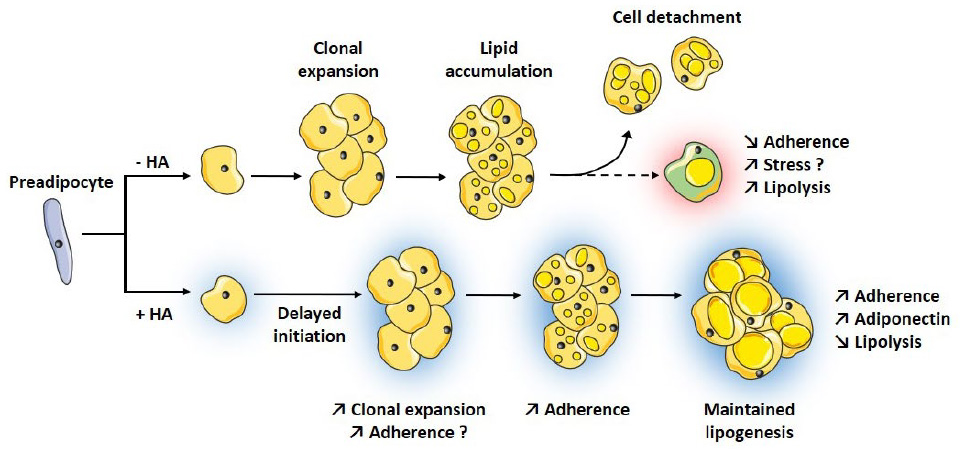 Cell detachment
Clonal
expansion
Lipid
accumulation
- HA
Preadipocyte
↘ Adherence
↗ Stress ?
↗ Lipolysis
+ HA
Delayed
initiation
↗ Adherence
↗ Adiponectin
↘ Lipolysis
↗ Clonal expansion
↗ Adherence ?
↗ Adherence
Maintained
lipogenesis